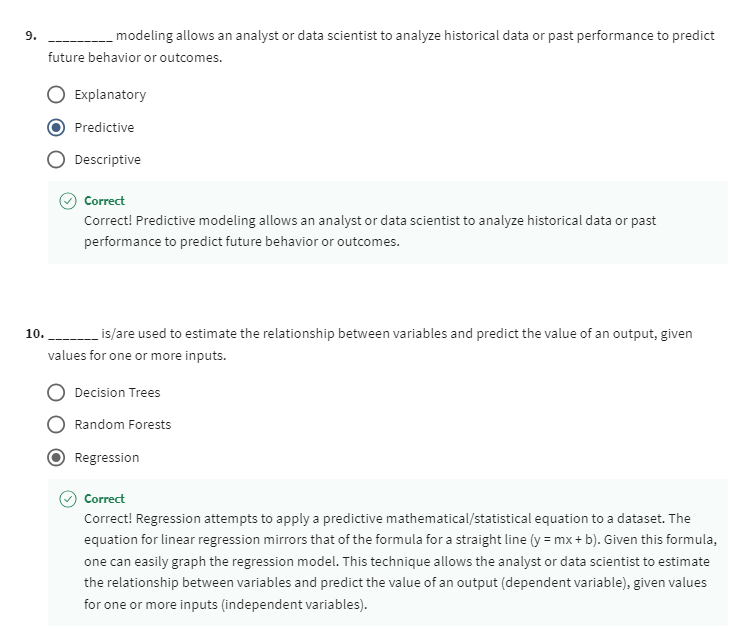 9. _________ modeling allows an analyst or data scientist to analyze historical data or past performance to predict
future behavior or outcomes.
Explanatory
Predictive
Descriptive
Correct
Correct! Predictive modeling allows an analyst or data scientist to analyze historical data or past
performance to predict future behavior or outcomes.
10. _______ is/are used to estimate the relationship between variables and predict the value of an output, given
values for one or more inputs.
Decision Trees
Random Forests
Regression
Correct
Correct! Regression attempts to apply a predictive mathematical/statistical equation to a dataset. The
equation for linear regression mirrors that of the formula for a straight line (y = mx + b). Given this formula,
one can easily graph the regression model. This technique allows the analyst or data scientist to estimate
the relationship between variables and predict the value of an output (dependent variable), given values
for one or more inputs (independent variables).